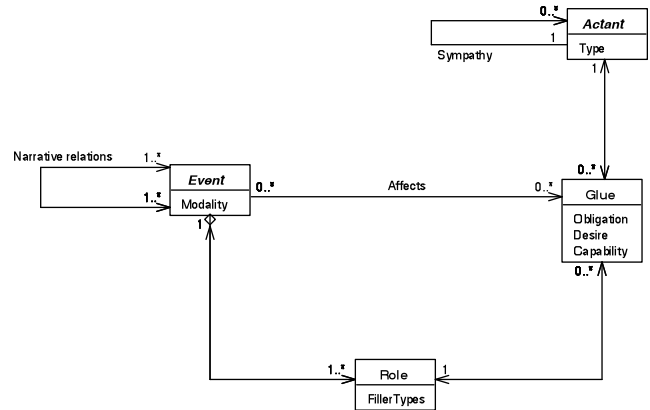 0..*
Actant
1
Type
Sympathy
1
Narrative relations
1..*
Event
1..*
Modality
0..*
Affects
0..*
0..*
Glue
Obligation
Desire
Capability
1
0..*
1..*
Role
1
FillerTypes